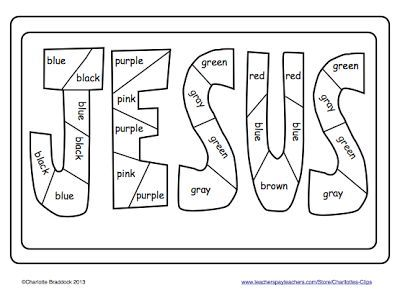 JESUS
blue
black
blue
black
blue
purple
pink
purple
pink
purple
green
gray
green
gray
red
red
blue
blue
brown
green
gray
green
gray
©Charlotte Braddock 2013
www.teacherspayteachers.com/Store/Charlottes-Clips